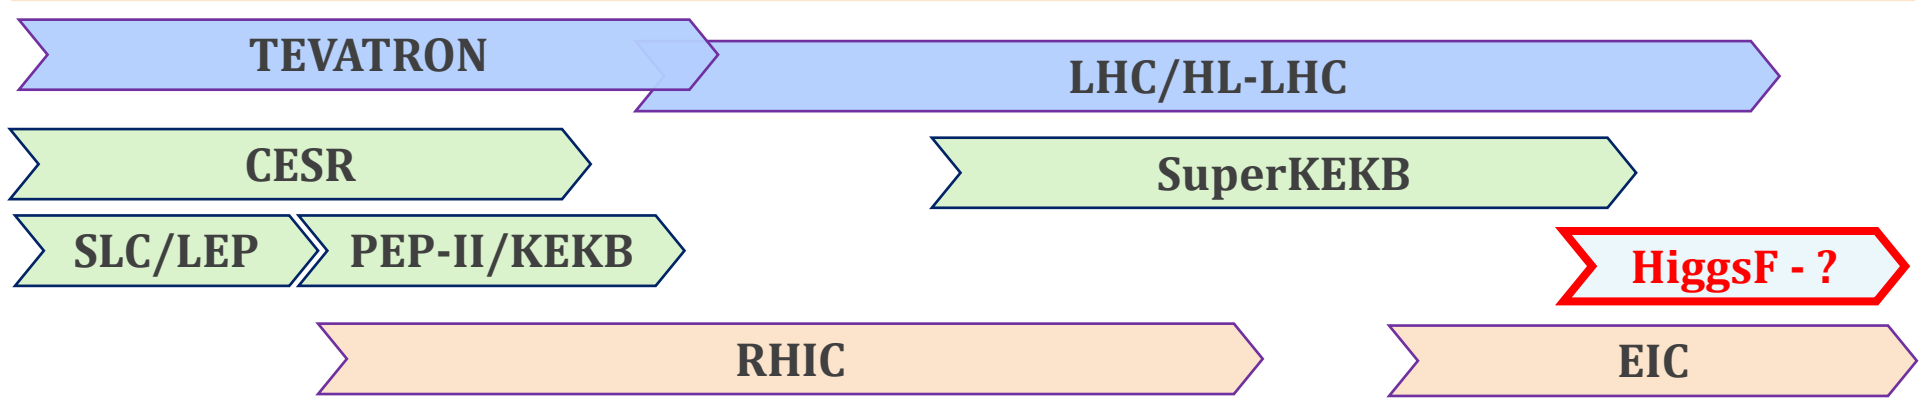 TEVATRON
LHC/HL-LHC
CESR
SuperKEKB
SLC/LEP
PEP-II/KEKB
HiggsF - ?
RHIC
EIC